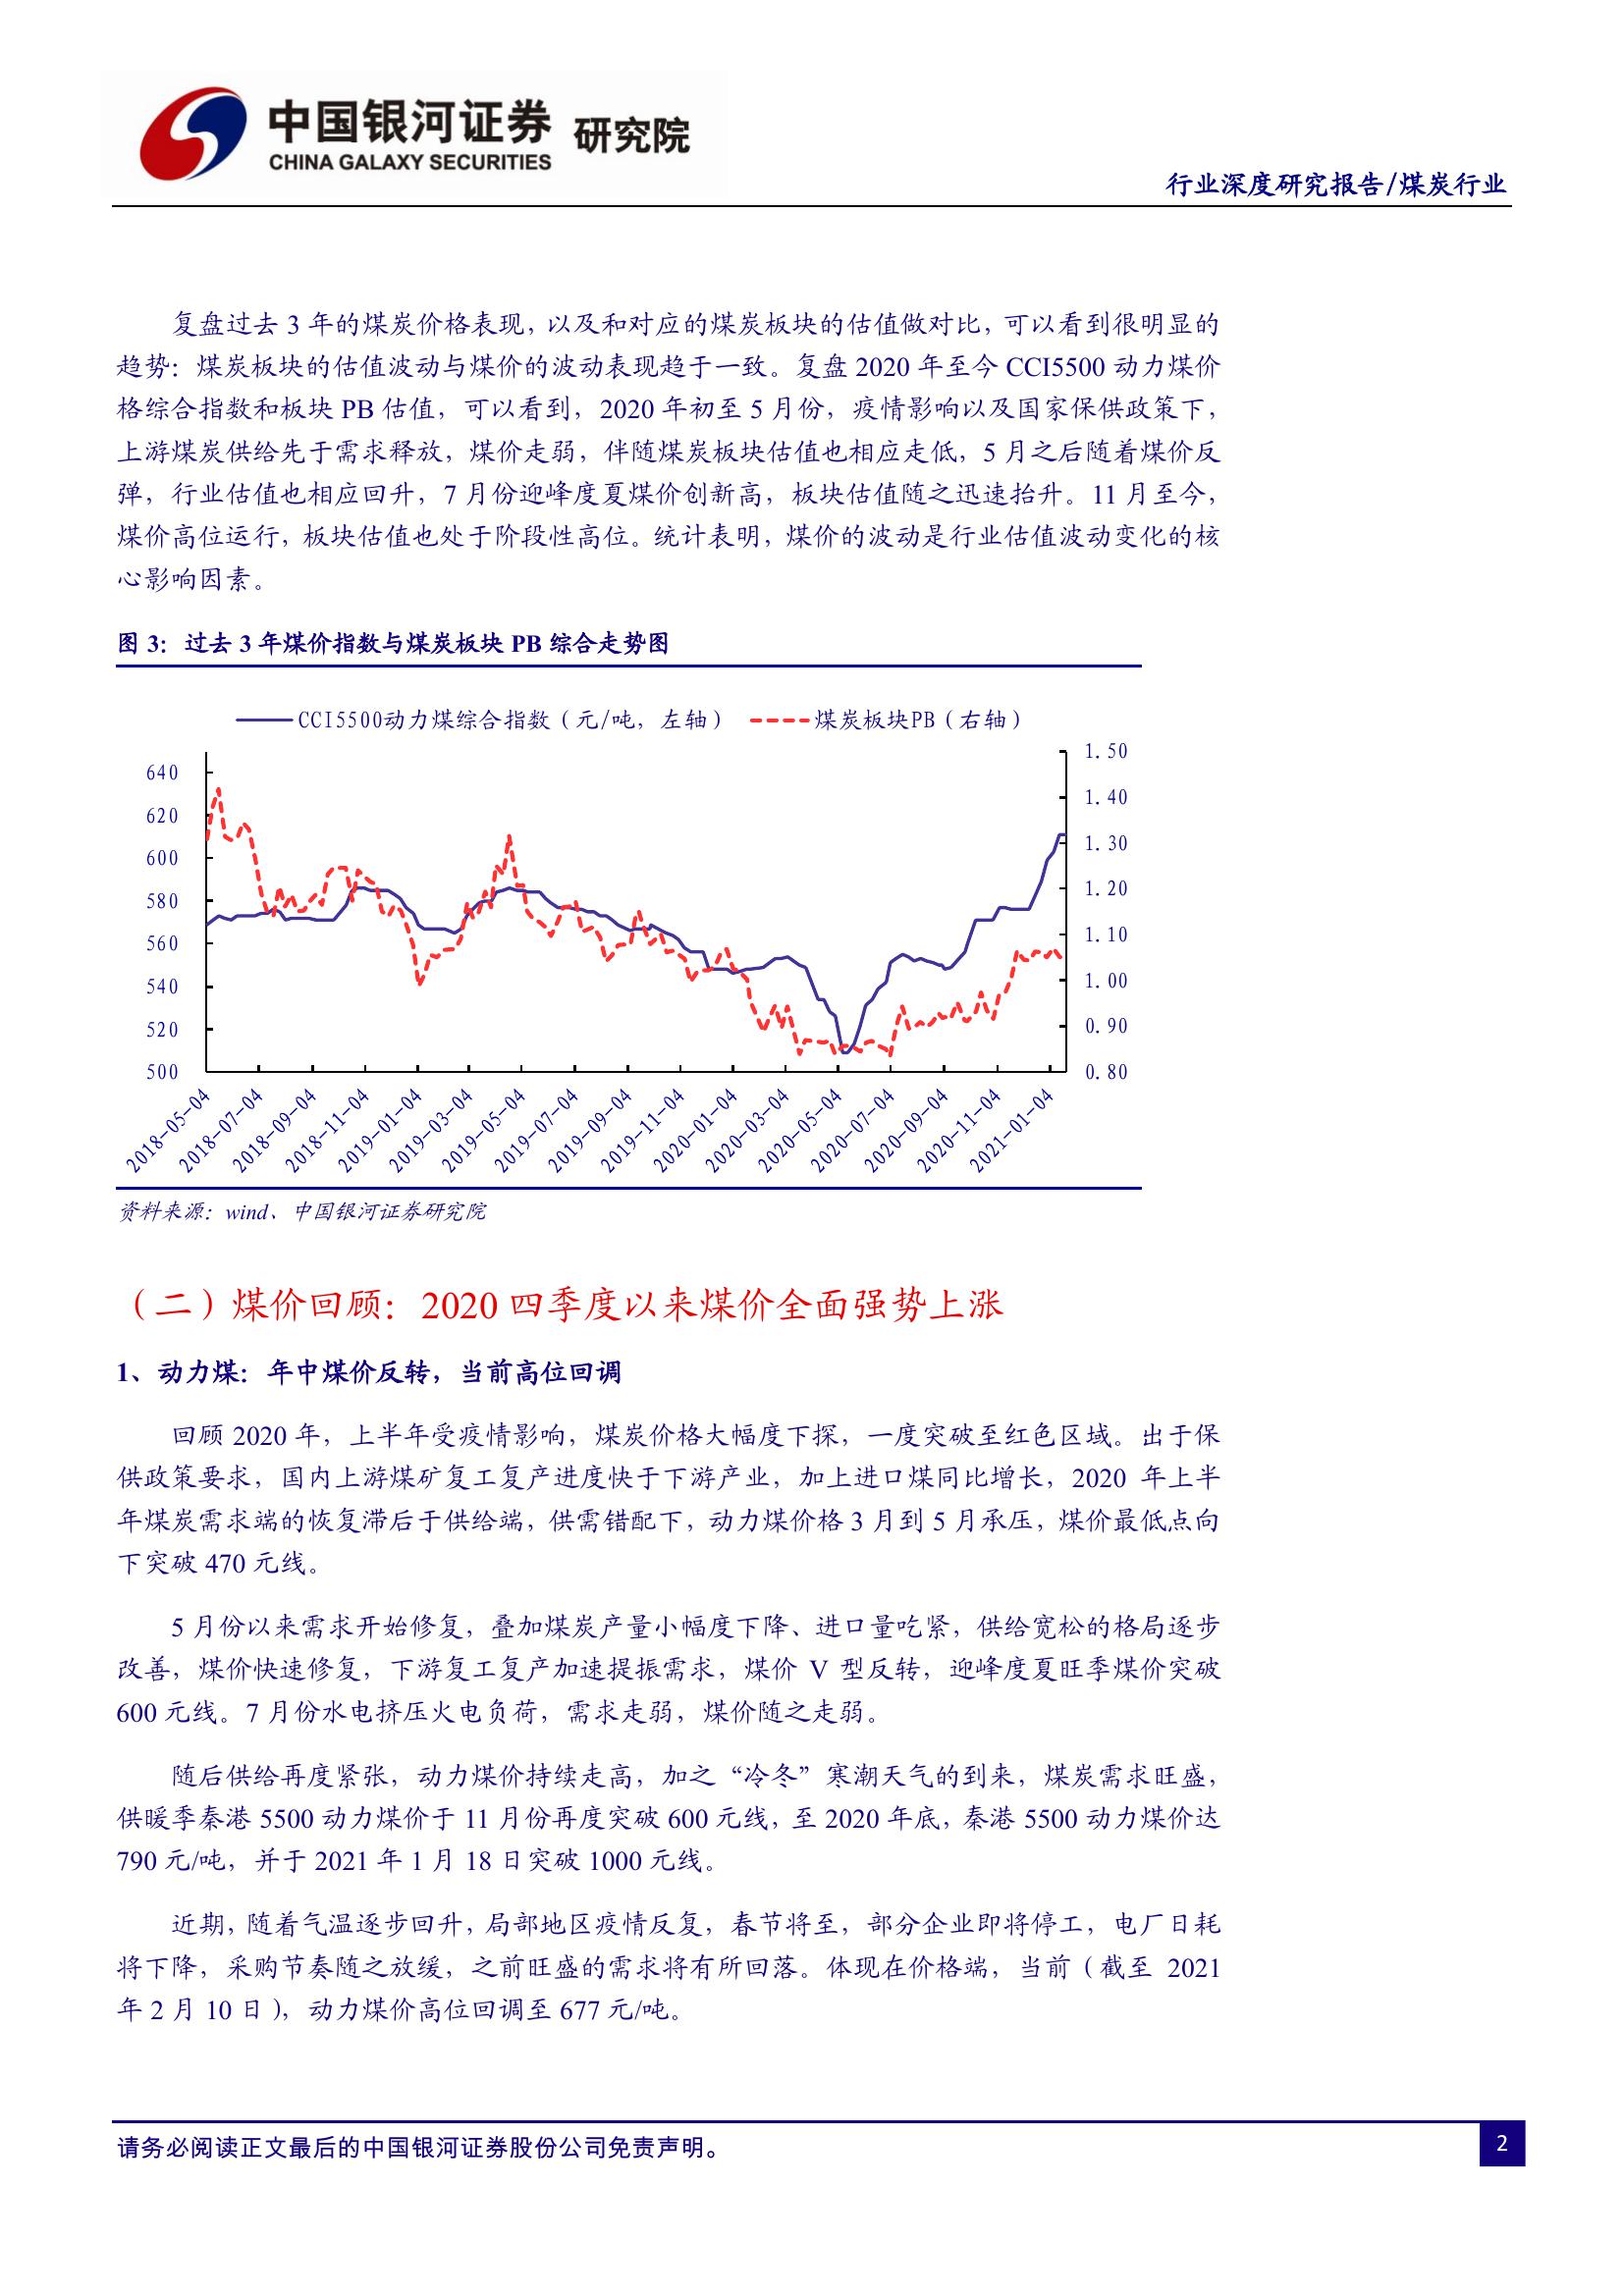 中国银河证券 研究院
CHINA GALAXY SECURITIES
行业深度研究报告/煤炭行业
复盘过去 3 年的煤炭价格表现，以及和对应的煤炭板块的估值做对比，可以看到很明显的
趋势：煤炭板块的估值波动与煤价的波动表现趋于一致。复盘 2020 年至今 CCI5500 动力煤价
格综合指数和板块 PB 估值，可以看到，2020 年初至 5 月份，疫情影响以及国家保供政策下，
上游煤炭供给先于需求释放，煤价走弱，伴随煤炭板块估值也相应走低，5 月之后随着煤价反
弹，行业估值也相应回升，7 月份迎峰度夏煤价创新高，板块估值随之迅速抬升。11 月至今，
煤价高位运行，板块估值也处于阶段性高位。统计表明，煤价的波动是行业估值波动变化的核
心影响因素。
图 3：过去 3 年煤价指数与煤炭板块 PB 综合走势图
CCI5500动力煤综合指数（元/吨，左轴）
煤炭板块PB（右轴）
640
620
600
580
560
540
520
500
1.50
1.40
1.30
1.20
1.10
1.00
0.90
0.80
2018-05-04
2018-07-04
2018-09-04
2018-11-04
2019-01-04
2019-03-04
2019-05-04
2019-07-04
2019-09-04
2019-11-04
2020-01-04
2020-03-04
2020-05-04
2020-07-04
2020-09-04
2020-11-04
2021-01-04
资料来源：wind、中国银河证券研究院
（二）煤价回顾：2020 四季度以来煤价全面强势上涨
1、动力煤：年中煤价反转，当前高位回调
回顾 2020 年，上半年受疫情影响，煤炭价格大幅度下探，一度突破至红色区域。出于保
供政策要求，国内上游煤矿复工复产进度快于下游产业，加上进口煤同比增长，2020 年上半
年煤炭需求端的恢复滞后于供给端，供需错配下，动力煤价格 3 月到 5 月承压，煤价最低点向
下突破 470 元线。
5 月份以来需求开始修复，叠加煤炭产量小幅度下降、进口量吃紧，供给宽松的格局逐步
改善，煤价快速修复，下游复工复产加速提振需求，煤价 V 型反转，迎峰度夏旺季煤价突破
600 元线。7 月份水电挤压火电负荷，需求走弱，煤价随之走弱。
随后供给再度紧张，动力煤价持续走高，加之“冷冬”寒潮天气的到来，煤炭需求旺盛，
供暖季秦港 5500 动力煤价于 11 月份再度突破 600 元线，至 2020 年底，秦港 5500 动力煤价达
790 元/吨，并于 2021 年 1 月 18 日突破 1000 元线。
近期，随着气温逐步回升，局部地区疫情反复，春节将至，部分企业即将停工，电厂日耗
将下降，采购节奏随之放缓，之前旺盛的需求将有所回落。体现在价格端，当前（截至 2021
年 2 月 10 日），动力煤价高位回调至 677 元/吨。
请务必阅读正文最后的中国银河证券股份公司免责声明。
2